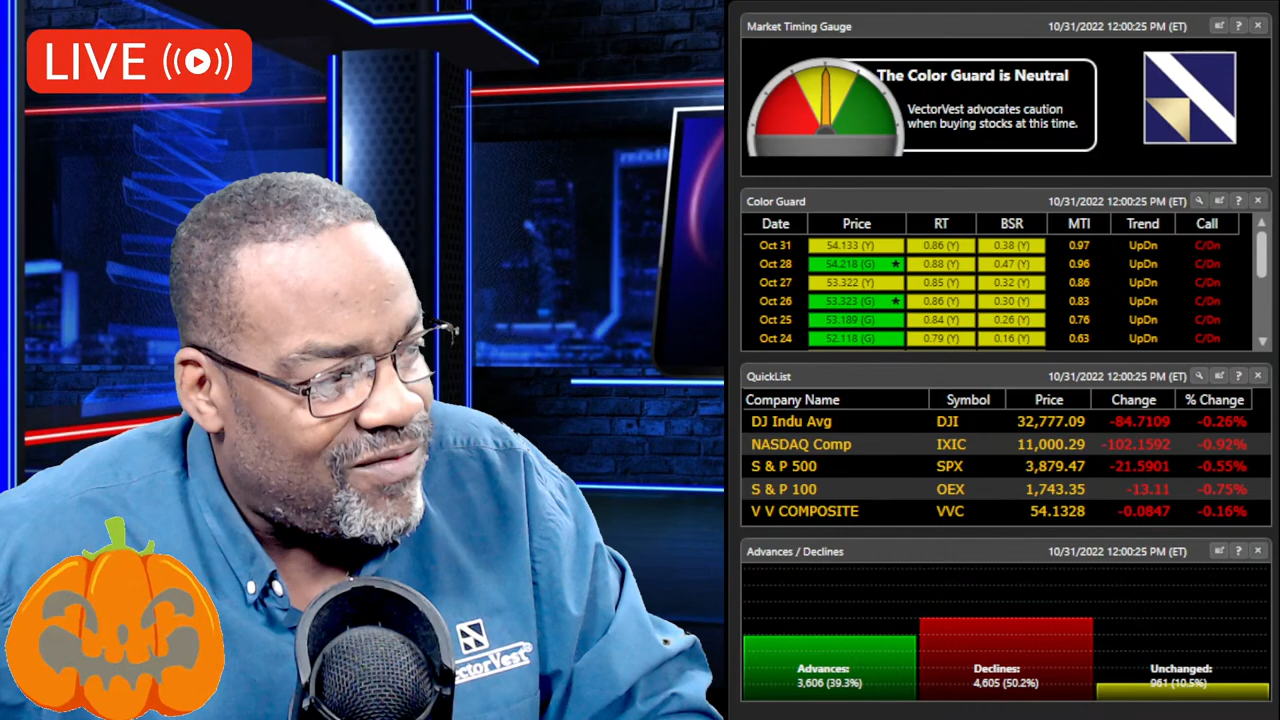 LIVE
Market Timing Gauge 10/31/2022 12:00:25 PM (ET)
The Color Guard is Neutral
VectorVest advocates caution
when buying stocks at this time.
Color Guard 10/31/2022 12:00:25 PM (ET)
Date Price RT BSR MTI Trend Call
Oct 31 54.133 (Y) 0.86 (Y) 0.38 (Y) 0.97 UpDn C/Dn
Oct 28 54.218 (G) ★ 0.88 (Y) 0.47 (Y) 0.96 UpDn C/Dn
Oct 27 53.322 (Y) 0.85 (Y) 0.32 (Y) 0.86 UpDn C/Dn
Oct 26 53.323 (G) ★ 0.86 (Y) 0.30 (Y) 0.83 UpDn C/Dn
Oct 25 53.189 (G) 0.84 (Y) 0.26 (Y) 0.76 UpDn C/Dn
Oct 24 52.118 (G) 0.79 (Y) 0.16 (Y) 0.63 UpDn C/Dn
QuickList 10/31/2022 12:00:25 PM (ET)
Company Name Symbol Price Change % Change
DJ Indu Avg DJI 32,777.09 -84.7109 -0.26%
NASDAQ Comp IXIC 11,000.29 -102.1592 -0.92%
S & P 500 SPX 3,879.47 -21.5901 -0.55%
S & P 100 OEX 1,743.35 -13.11 -0.75%
V V COMPOSITE VVC 54.1328 -0.0847 -0.16%
Advances / Declines 10/31/2022 12:00:25 PM (ET)
Advances: Declines: Unchanged:
3,606 (39.3%) 4,605 (50.2%) 961 (10.5%)
ectorVest